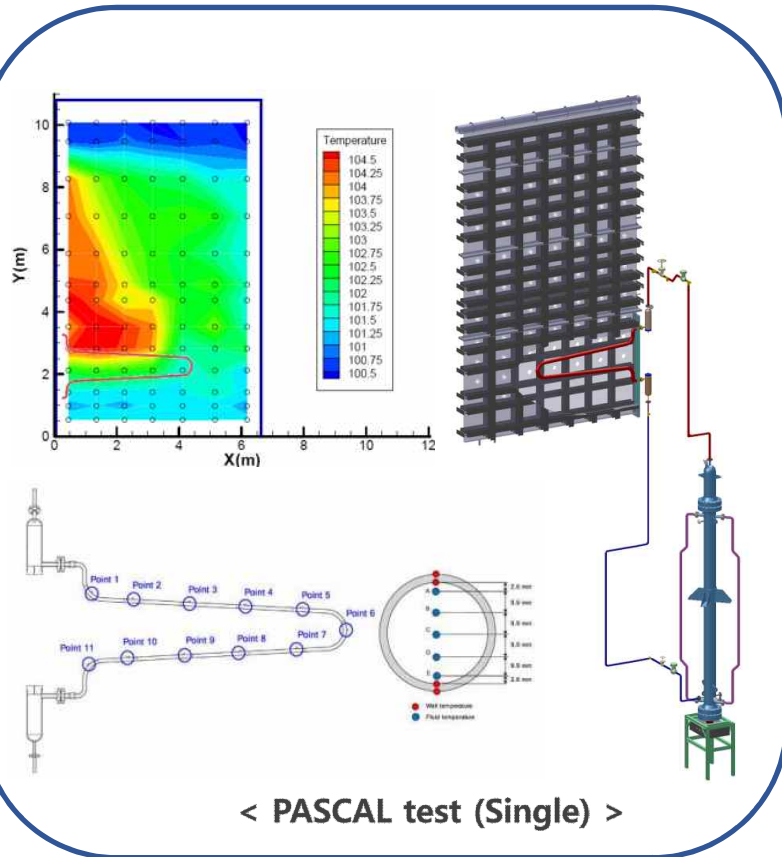 Temperature
104.5
104.25
104
103.75
103.5
103.25
103
102.75
102.5
102.25
102
101.75
101.5
101.25
101
100.75
100.5
Y(m)
10
8
6
4
2
0
0 2 4 6 8 10 12
X(m)
Point 1
Point 2
Point 3
Point 4
Point 5
Point 6
Point 7
Point 8
Point 9
Point 10
Point 11
A
B
C
D
E
Wall temperature
Fluid temperature
< PASCAL test (Single) >